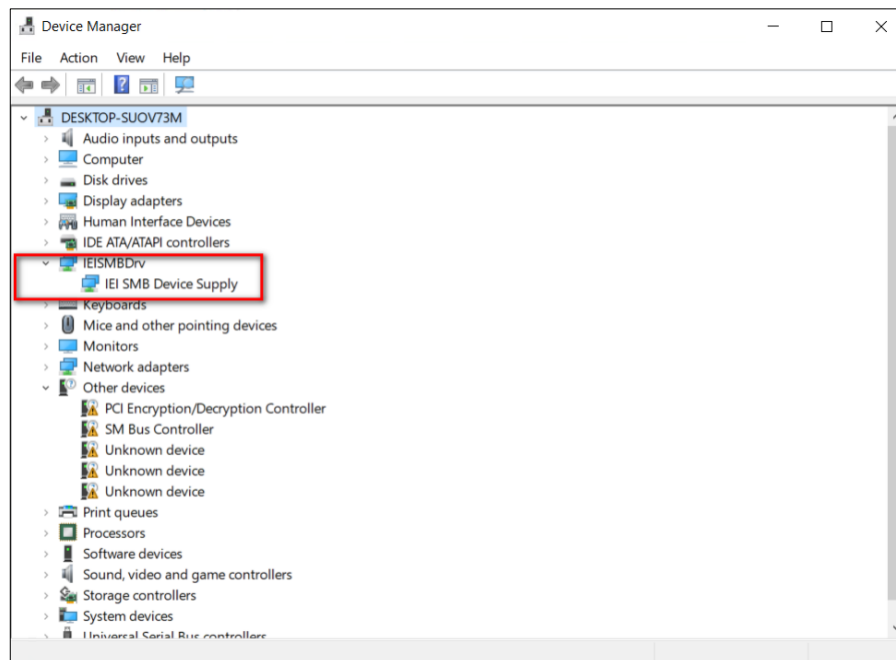 Device Manager
File Action View Help
DESKTOP-SUOV73M
Audio inputs and outputs
Computer
Disk drives
Display adapters
Human Interface Devices
IDE ATA/ATAPI controllers
IEISMBDrv
IEI SMB Device Supply
Keyboards
Mice and other pointing devices
Monitors
Network adapters
Other devices
PCI Encryption/Decryption Controller
SM Bus Controller
Unknown device
Unknown device
Unknown device
Print queues
Processors
Software devices
Sound, video and game controllers
Storage controllers
System devices
Universal Serial Bus controllers